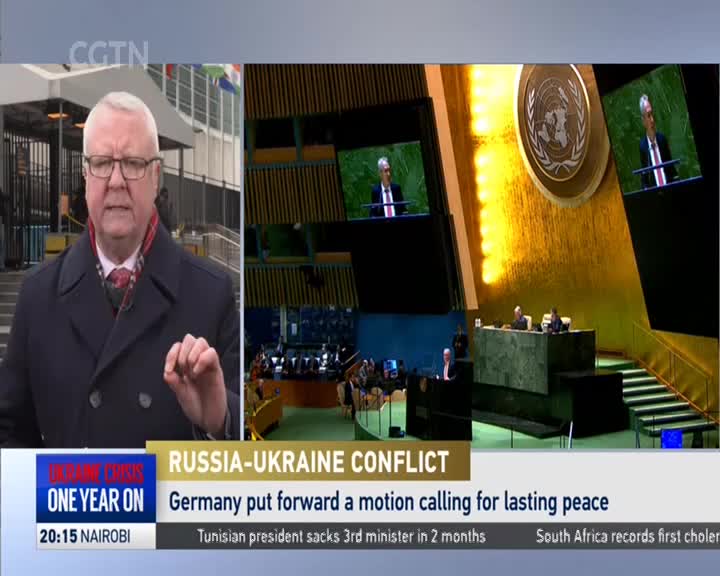 CGTN
RUSSIA-UKRAINE CONFLICT
UKRAINE CRISIS
ONE YEAR ON
Germany put forward a motion calling for lasting peace
20:15 NAIROBI
Tunisian president sacks 3rd minister in 2 months
South Africa records first choler